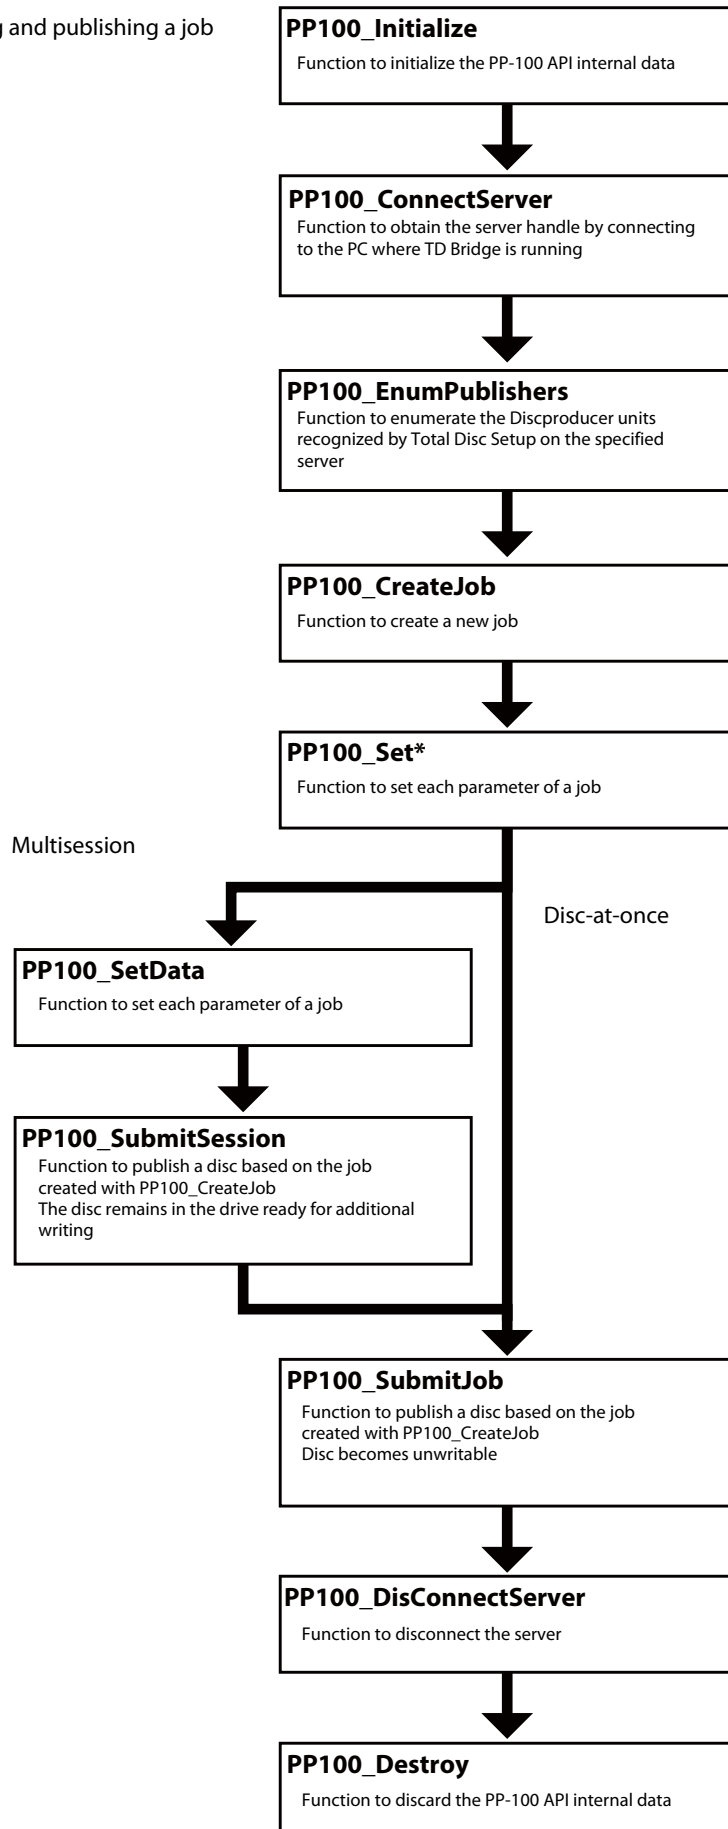 and publishing a job
PP100_Initialize
Function to initialize the PP-100 API internal data
PP100_ConnectServer
Function to obtain the server handle by connecting
to the PC where TD Bridge is running
PP100_EnumPublishers
Function to enumerate the Discproducer units
recognized by Total Disc Setup on the specified
server
PP100_CreateJob
Function to create a new job
PP100_Set*
Function to set each parameter of a job
Multisession
Disc-at-once
PP100_SetData
Function to set each parameter of a job
PP100_SubmitSession
Function to publish a disc based on the job
created with PP100_CreateJob
The disc remains in the drive ready for additional
writing
PP100_SubmitJob
Function to publish a disc based on the job
created with PP100_CreateJob
Disc becomes unwritable
PP100_DisConnectServer
Function to disconnect the server
PP100_Destroy
Function to discard the PP-100 API internal data